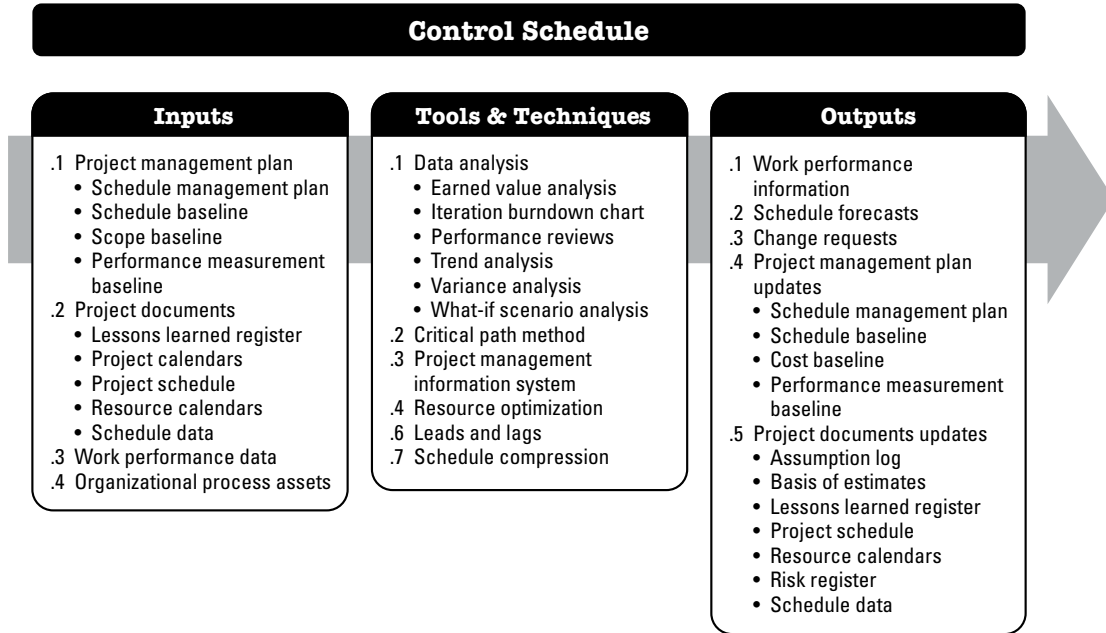 Control Schedule
Inputs
.1 Project management plan
• Schedule management plan
• Schedule baseline
• Scope baseline
• Performance measurement
baseline
.2 Project documents
• Lessons learned register
• Project calendars
• Project schedule
• Resource calendars
• Schedule data
.3 Work performance data
.4 Organizational process assets
Tools & Techniques
.1 Data analysis
• Earned value analysis
• Iteration burndown chart
• Performance reviews
• Trend analysis
• Variance analysis
• What-if scenario analysis
.2 Critical path method
.3 Project management
information system
.4 Resource optimization
.6 Leads and lags
.7 Schedule compression
Outputs
.1 Work performance
information
.2 Schedule forecasts
.3 Change requests
.4 Project management plan
updates
• Schedule management plan
• Schedule baseline
• Cost baseline
• Performance measurement
baseline
.5 Project documents updates
• Assumption log
• Basis of estimates
• Lessons learned register
• Project schedule
• Resource calendars
• Risk register
• Schedule data